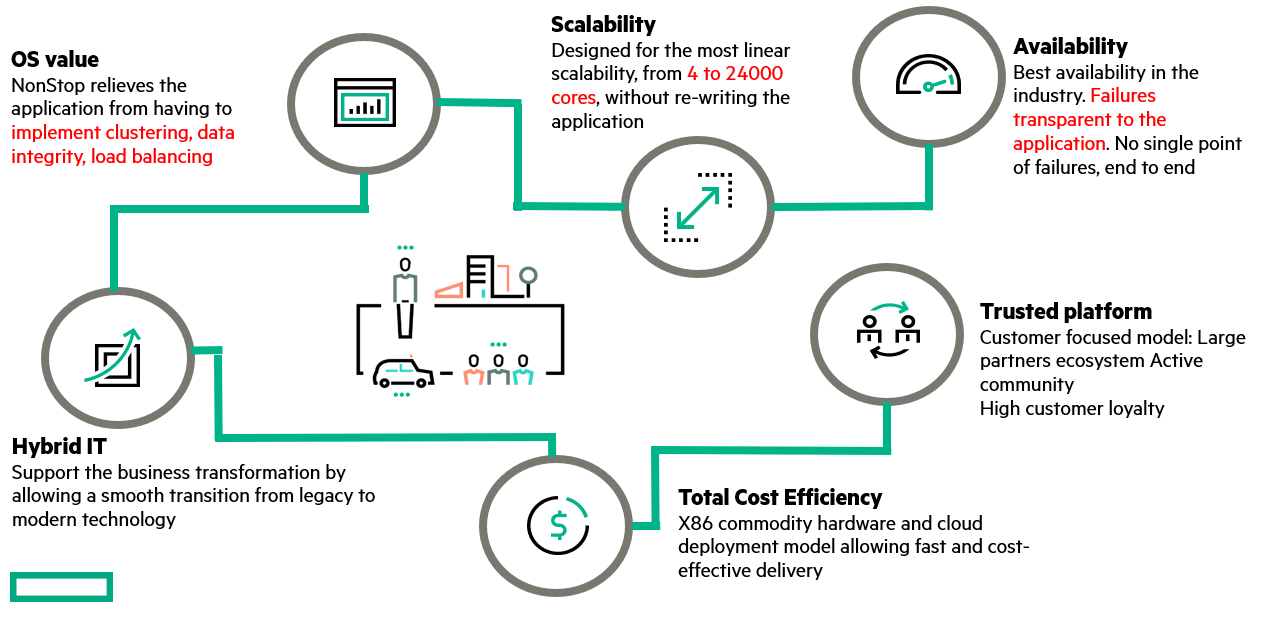 OS value
NonStop relieves the
application from having to
implement clustering, data
integrity, load balancing
Scalability
Designed for the most linear
scalability, from 4 to 24000
cores, without re-writing the
application
Availability
Best availability in the
industry. Failures
transparent to the
application. No single point
of failures, end to end
Trusted platform
Customer focused model: Large
partners ecosystem Active
community
High customer loyalty
Hybrid IT
Support the business transformation by
allowing a smooth transition from legacy to
modern technology
$
Total Cost Efficiency
X86 commodity hardware and cloud
deployment model allowing fast and cost-
effective delivery